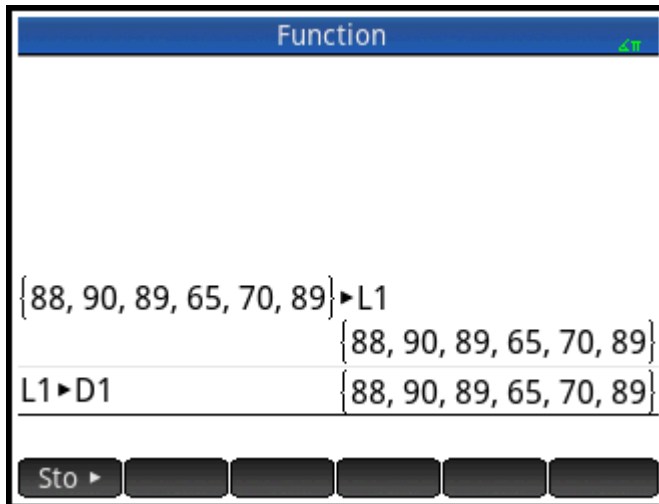 Function
∡π
{88, 90, 89, 65, 70, 89}▶L1
{88, 90, 89, 65, 70, 89}
L1▶D1 {88, 90, 89, 65, 70, 89}
Sto ▶